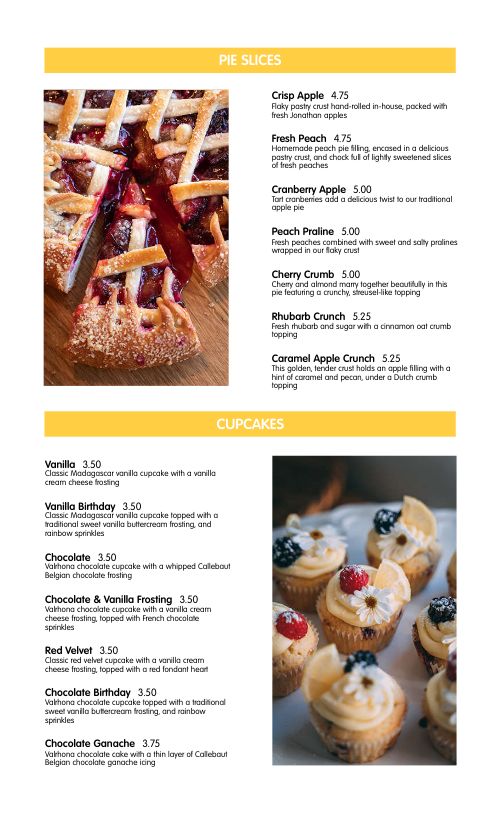 PIE SLICES
Crisp Apple 4.75
Flaky pastry crust hand-rolled in-house, packed with
fresh Jonathan apples
Fresh Peach 4.75
Homemade peach pie filling, encased in a delicious
pastry crust, and chock full of lightly sweetened slices
of fresh peaches
Cranberry Apple 5.00
Tart cranberries add a delicious twist to our traditional
apple pie
Peach Praline 5.00
Fresh peaches combined with sweet and salty pralines
wrapped in our flaky crust
Cherry Crumb 5.00
Cherry and almond marry together beautifully in this
pie featuring a crunchy, streusel-like topping
Rhubarb Crunch 5.25
Fresh rhubarb and sugar with a cinnamon oat crumb
topping
Caramel Apple Crunch 5.25
This golden, tender crust holds an apple filling with a
hint of caramel and pecan, under a Dutch crumb
topping
CUPCAKES
Vanilla 3.50
Classic Madagascar vanilla cupcake with a vanilla
cream cheese frosting
Vanilla Birthday 3.50
Classic Madagascar vanilla cupcake topped with a
traditional sweet vanilla buttercream frosting, and
rainbow sprinkles
Chocolate 3.50
Valrhona chocolate cupcake with a whipped Callebaut
Belgian chocolate frosting
Chocolate & Vanilla Frosting 3.50
Valrhona chocolate cupcake with a vanilla cream
cheese frosting, topped with French chocolate
sprinkles
Red Velvet 3.50
Classic red velvet cupcake with a vanilla cream
cheese frosting, topped with a red fondant heart
Chocolate Birthday 3.50
Valrhona chocolate cupcake topped with a traditional
sweet vanilla buttercream frosting, and rainbow
sprinkles
Chocolate Ganache 3.75
Valrhona chocolate cake with a thin layer of Callebaut
Belgian chocolate ganache icing